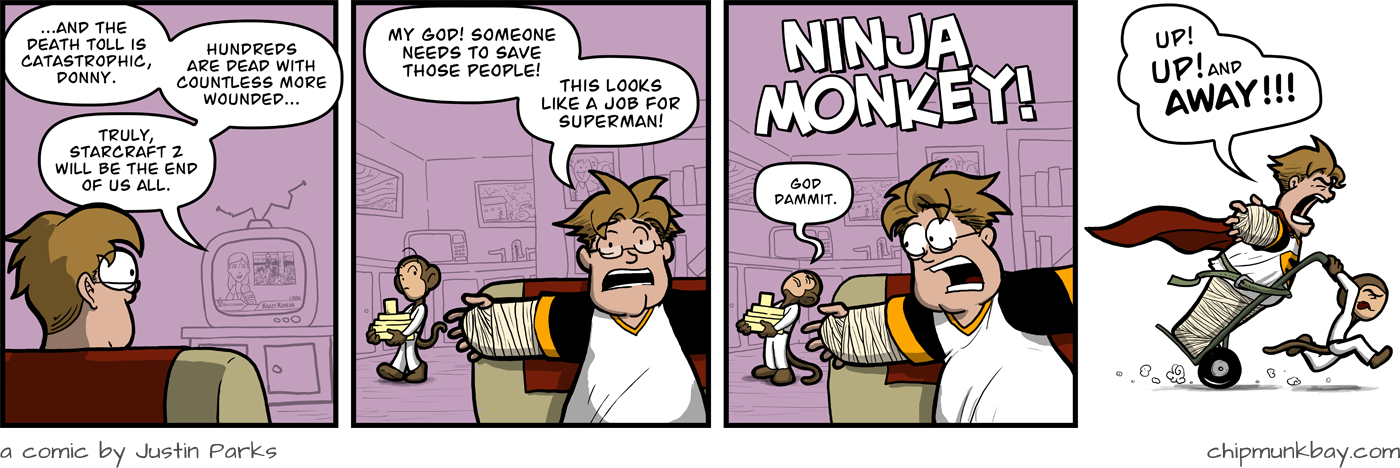 ...AND THE
DEATH TOLL IS
CATASTROPHIC,
DONNY.
HUNDREDS
ARE DEAD WITH
COUNTLESS MORE
WOUNDED...
TRULY,
STARCRAFT 2
WILL BE THE END
OF US ALL.
MY GOD! SOMEONE
NEEDS TO SAVE
THOSE PEOPLE!
THIS LOOKS
LIKE A JOB FOR
SUPERMAN!
NINJA
MONKEY!
GOD
DAMMIT.
UP!
UP! AND
AWAY!!!
a comic by Justin Parks
chipmunkbay.com